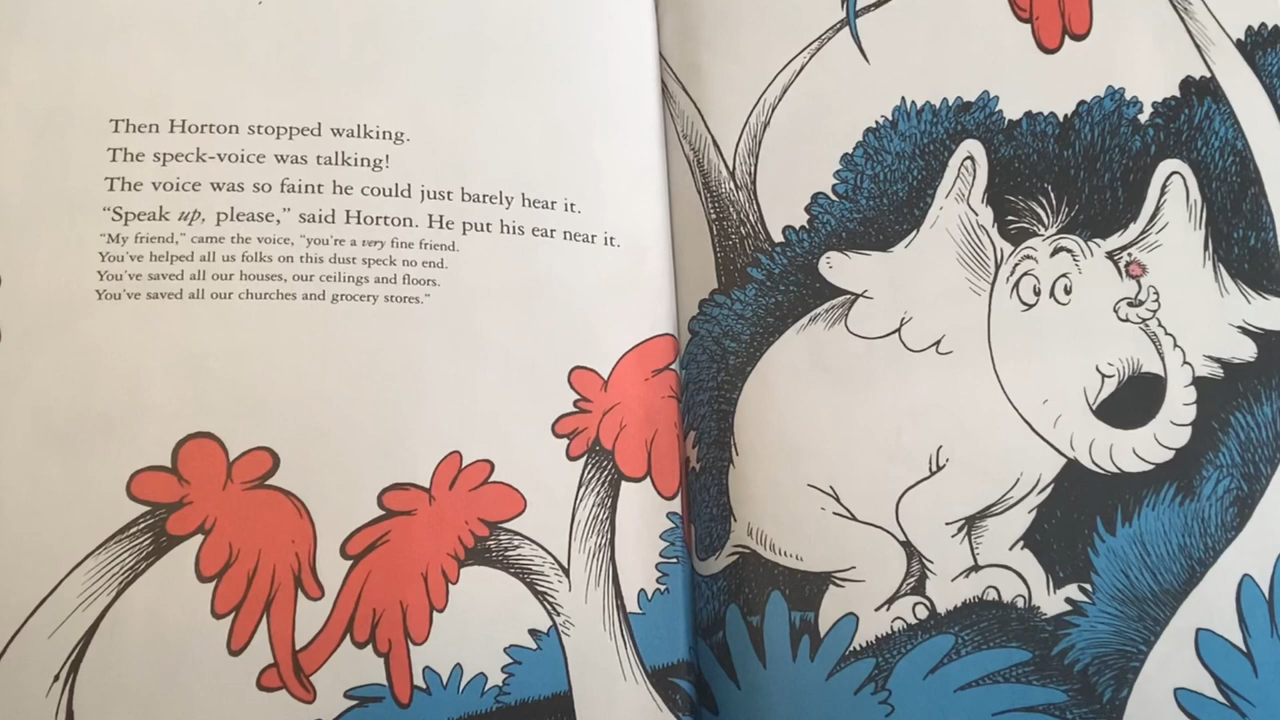 Then Horton stopped walking.
The speck-voice was talking!
The voice was so faint he could just barely hear it.
“Speak up, please,” said Horton. He put his ear near it.
“My friend,” came the voice, “you’re a very fine friend.
You’ve helped all us folks on this dust speck no end.
You’ve saved all our houses, our ceilings and floors.
You’ve saved all our churches and grocery stores.”